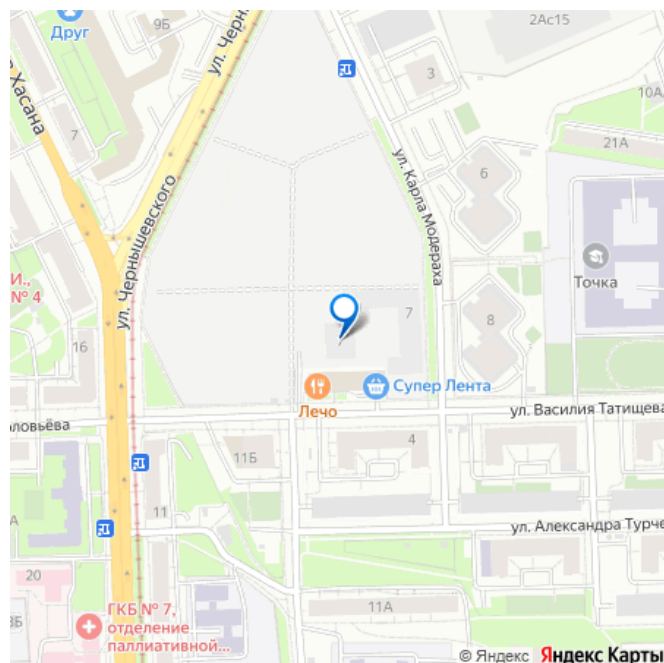 Друг
9Б
ул. Черн
2Ас15
3
Хасана
7
10А
21А
ул. Карла Модераха
6
ул. Чернышевского
Точка
И.,
№ 4
7
8
16
Лечо
Супер Лента
ул. Василия Татищева
оловьёва
4
11Б
11
А
ул. Александра Турче
20
11А
ГКБ № 7,
отделение
паллиативной...
Б
© Яндекс Яндекс Карты